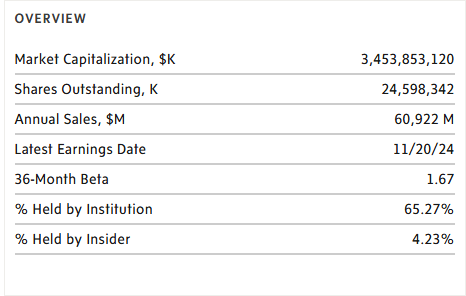 OVERVIEW
Market Capitalization, $K 3,453,853,120
Shares Outstanding, K 24,598,342
Annual Sales, $M 60,922 M
Latest Earnings Date 11/20/24
36-Month Beta 1.67
% Held by Institution 65.27%
% Held by Insider 4.23%